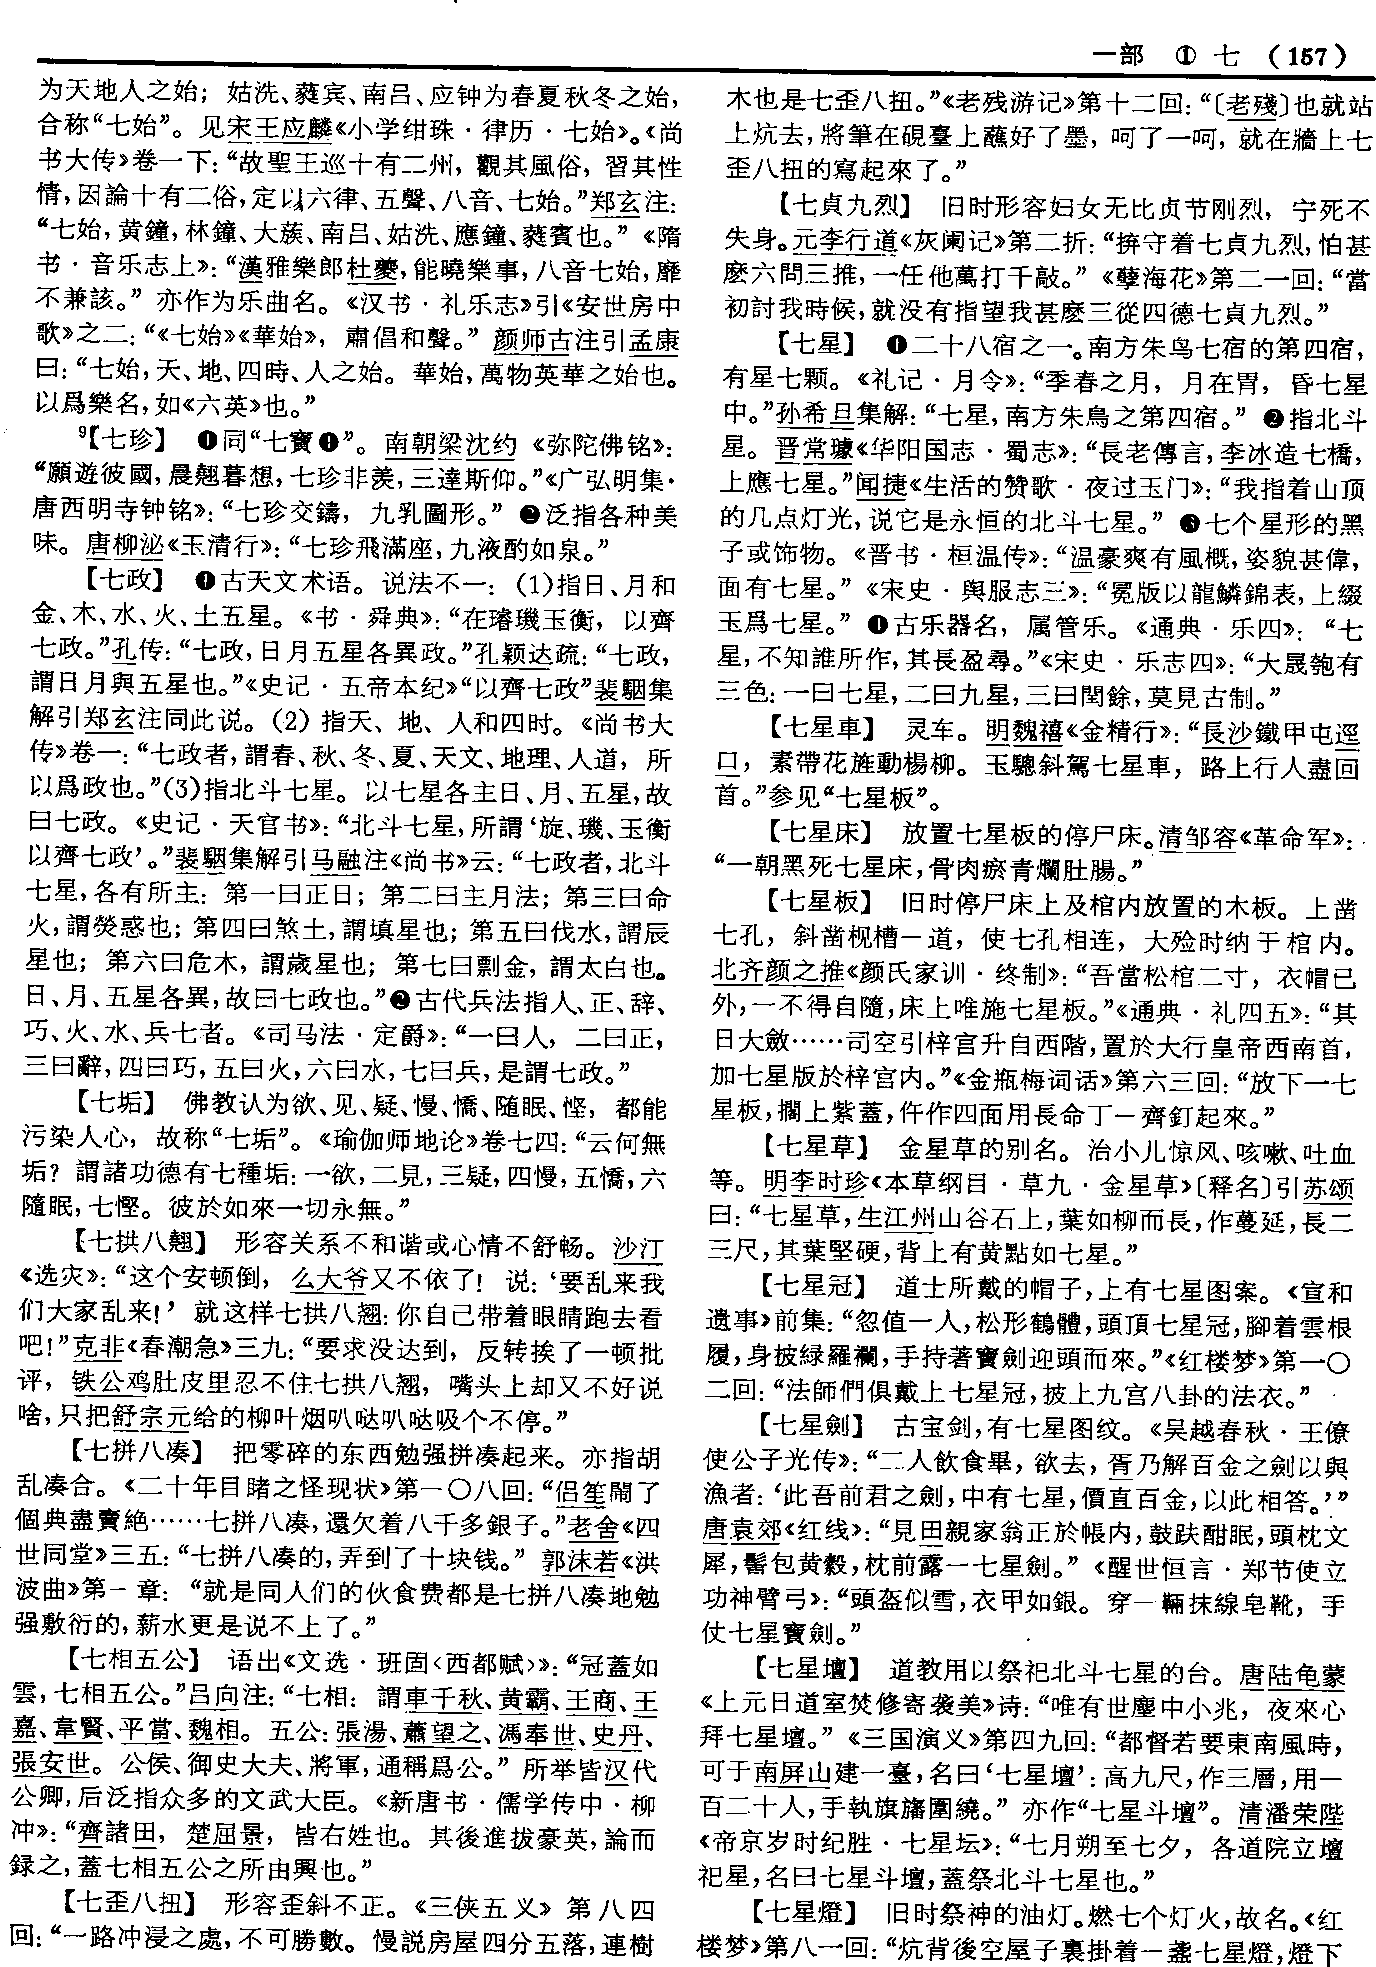 一部　①　七　（157）
为天地人之始；姑洗、蕤宾、南吕、应钟为春夏秋冬之始，
合称“七始”。见宋王应麟《小学绀珠·律历·七始》。《尚
书大传》卷一下：“故聖王巡十有二州，觀其風俗，習其性
情，因論十有二俗，定以六律、五聲、八音、七始。”郑玄注：
“七始，黄鐘，林鐘、大蔟、南吕、姑洗、應鐘、蕤賓也。”《隋
书·音乐志上》：“漢雅樂郎杜夔，能曉樂事，八音七始，靡
不兼該。”亦作为乐曲名。《汉书·礼乐志》引《安世房中
歌》之二：“《七始》《華始》，肅倡和聲。”颜师古注引孟康
曰：“七始，天、地、四時、人之始。華始，萬物英華之始也。
以爲樂名，如《六英》也。”
⁹【七珍】　❶同“七寶❶”。南朝梁沈约《弥陀佛铭》：
“願遊彼國，晨翹暮想，七珍非羡，三達斯仰。”《广弘明集·
唐西明寺钟铭》：“七珍交鑄，九乳圖形。”❷泛指各种美
味。唐柳泌《玉清行》：“七珍飛滿座，九液酌如泉。”
【七政】　❶古天文术语。说法不一：(1)指日、月和
金、木、水、火、土五星。《书·舜典》：“在璿璣玉衡，以齊
七政。”孔传：“七政，日月五星各異政。”孔颖达疏：“七政，
謂日月與五星也。”《史记·五帝本纪》“以齊七政”裴駰集
解引郑玄注同此说。(2)指天、地、人和四时。《尚书大
传》卷一：“七政者，謂春、秋、冬、夏、天文、地理、人道，所
以爲政也。”(3)指北斗七星。以七星各主日、月、五星，故
曰七政。《史记·天官书》：“北斗七星，所謂‘旋、璣、玉衡
以齊七政’。”裴駰集解引马融注《尚书》云：“七政者，北斗
七星，各有所主：第一曰正日；第二曰主月法；第三曰命
火，謂熒惑也；第四曰煞土，謂填星也；第五曰伐水，謂辰
星也；第六曰危木，謂歲星也；第七曰剽金，謂太白也。
日、月、五星各異，故曰七政也。”❷古代兵法指人、正、辞、
巧、火、水、兵七者。《司马法·定爵》：“一曰人，二曰正，
三曰辭，四曰巧，五曰火，六曰水，七曰兵，是謂七政。”
【七垢】　佛教认为欲、见、疑、慢、憍、随眠、悭，都能
污染人心，故称“七垢”。《瑜伽师地论》卷七四：“云何無
垢？謂諸功德有七種垢：一欲，二見，三疑，四慢，五憍，六
隨眠，七慳。彼於如來一切永無。”
【七拱八翘】　形容关系不和谐或心情不舒畅。沙汀
《选灾》：“这个安顿倒，么大爷又不依了！说：‘要乱来我
们大家乱来！’就这样七拱八翘：你自己带着眼睛跑去看
吧！”克非《春潮急》三九：“要求没达到，反转挨了一顿批
评，铁公鸡肚皮里忍不住七拱八翘，嘴头上却又不好说
啥，只把舒宗元给的柳叶烟叭哒叭哒吸个不停。”
【七拼八凑】　把零碎的东西勉强拼凑起来。亦指胡
乱凑合。《二十年目睹之怪现状》第一〇八回：“侣笙鬧了
個典盡賣絶……七拼八凑，還欠着八千多銀子。”老舍《四
世同堂》三五：“七拼八凑的，弄到了十块钱。”郭沫若《洪
波曲》第一章：“就是同人们的伙食费都是七拼八凑地勉
强敷衍的，薪水更是说不上了。”
【七相五公】　语出《文选·班固〈西都赋〉》：“冠蓋如
雲，七相五公。”吕向注：“七相：謂車千秋、黄霸、王商、王
嘉、韋賢、平當、魏相。五公：張湯、蕭望之、馮奉世、史丹、
張安世。公侯、御史大夫、將軍，通稱爲公。”所举皆汉代
公卿，后泛指众多的文武大臣。《新唐书·儒学传中·柳
冲》：“齊諸田，楚屈景，皆右姓也。其後進拔豪英，論而
録之，蓋七相五公之所由興也。”
【七歪八扭】　形容歪斜不正。《三侠五义》第八四
回：“一路冲浸之處，不可勝數。慢説房屋四分五落，連樹
木也是七歪八扭。”《老残游记》第十二回：“〔老殘〕也就站
上炕去，將筆在硯臺上蘸好了墨，呵了一呵，就在牆上七
歪八扭的寫起來了。”
【七貞九烈】　旧时形容妇女无比贞节刚烈，宁死不
失身。元李行道《灰阑记》第二折：“拚守着七貞九烈，怕甚
麽六問三推，一任他萬打千敲。”《孽海花》第二一回：“當
初討我時候，就没有指望我甚麽三從四德七貞九烈。”
【七星】　❶二十八宿之一。南方朱鸟七宿的第四宿，
有星七颗。《礼记·月令》：“季春之月，月在胃，昏七星
中。”孙希旦集解：“七星，南方朱鳥之第四宿。”❷指北斗
星。晋常璩《华阳国志·蜀志》：“長老傳言，李冰造七橋，
上應七星。”闻捷《生活的赞歌·夜过玉门》：“我指着山顶
的几点灯光，说它是永恒的北斗七星。”❸七个星形的黑
子或饰物。《晋书·桓温传》：“温豪爽有風概，姿貌甚偉，
面有七星。”《宋史·舆服志三》：“冕版以龍鱗錦表，上綴
玉爲七星。”❹古乐器名，属管乐。《通典·乐四》：“七
星，不知誰所作，其長盈尋。”《宋史·乐志四》：“大晟匏有
三色：一曰七星，二曰九星，三曰閏餘，莫見古制。”
【七星車】　灵车。明魏禧《金精行》：“長沙鐵甲屯逕
口，素帶花旌動楊柳。玉驄斜駕七星車，路上行人盡回
首。”参见“七星板”。
【七星床】　放置七星板的停尸床。清邹容《革命军》：
“一朝黑死七星床，骨肉瘀青爛肚腸。”
【七星板】　旧时停尸床上及棺内放置的木板。上凿
七孔，斜凿枧槽一道，使七孔相连，大殓时纳于棺内。
北齐颜之推《颜氏家训·终制》：“吾當松棺二寸，衣帽已
外，一不得自隨，床上唯施七星板。”《通典·礼四五》：“其
日大斂……司空引梓宫升自西階，置於大行皇帝西南首，
加七星版於梓宫内。”《金瓶梅词话》第六三回：“放下一七
星板，擱上紫蓋，仵作四面用長命丁一齊釘起來。”
【七星草】　金星草的别名。治小儿惊风、咳嗽、吐血
等。明李时珍《本草纲目·草九·金星草》〔释名〕引苏颂
曰：“七星草，生江州山谷石上，葉如柳而長，作蔓延，長二
三尺，其葉堅硬，背上有黄點如七星。”
【七星冠】　道士所戴的帽子，上有七星图案。《宣和
遗事》前集：“忽值一人，松形鶴體，頭頂七星冠，腳着雲根
履，身披緑羅襴，手持著寶劍迎頭而來。”《红楼梦》第一〇
二回：“法師們俱戴上七星冠，披上九宫八卦的法衣。”
【七星劍】　古宝剑，有七星图纹。《吴越春秋·王僚
使公子光传》：“二人飲食畢，欲去，胥乃解百金之劍以與
漁者：‘此吾前君之劍，中有七星，價直百金，以此相答。’”
唐袁郊《红线》：“見田親家翁正於帳内，鼓趺酣眠，頭枕文
犀，髻包黄縠，枕前露一七星劍。”《醒世恒言·郑节使立
功神臂弓》：“頭盔似雪，衣甲如銀。穿一輛抹線皂靴，手
仗七星寶劍。”
【七星壇】　道教用以祭祀北斗七星的台。唐陆龟蒙
《上元日道室焚修寄袭美》诗：“唯有世塵中小兆，夜來心
拜七星壇。”《三国演义》第四九回：“都督若要東南風時，
可于南屏山建一臺，名曰‘七星壇’：高九尺，作三層，用一
百二十人，手執旗旛圍繞。”亦作“七星斗壇”。清潘荣陛
《帝京岁时纪胜·七星坛》：“七月朔至七夕，各道院立壇
祀星，名曰七星斗壇，蓋祭北斗七星也。”
【七星燈】　旧时祭神的油灯。燃七个灯火，故名。《红
楼梦》第八一回：“炕背後空屋子裏掛着一盞七星燈，燈下